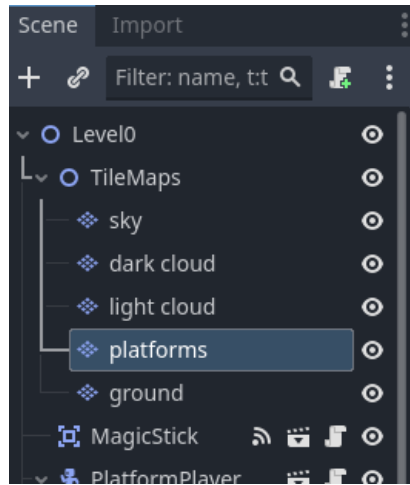 Scene Import
Filter: name, t:t
Level0
TileMaps
sky
dark cloud
light cloud
platforms
ground
MagicStick
PlatformPlayer